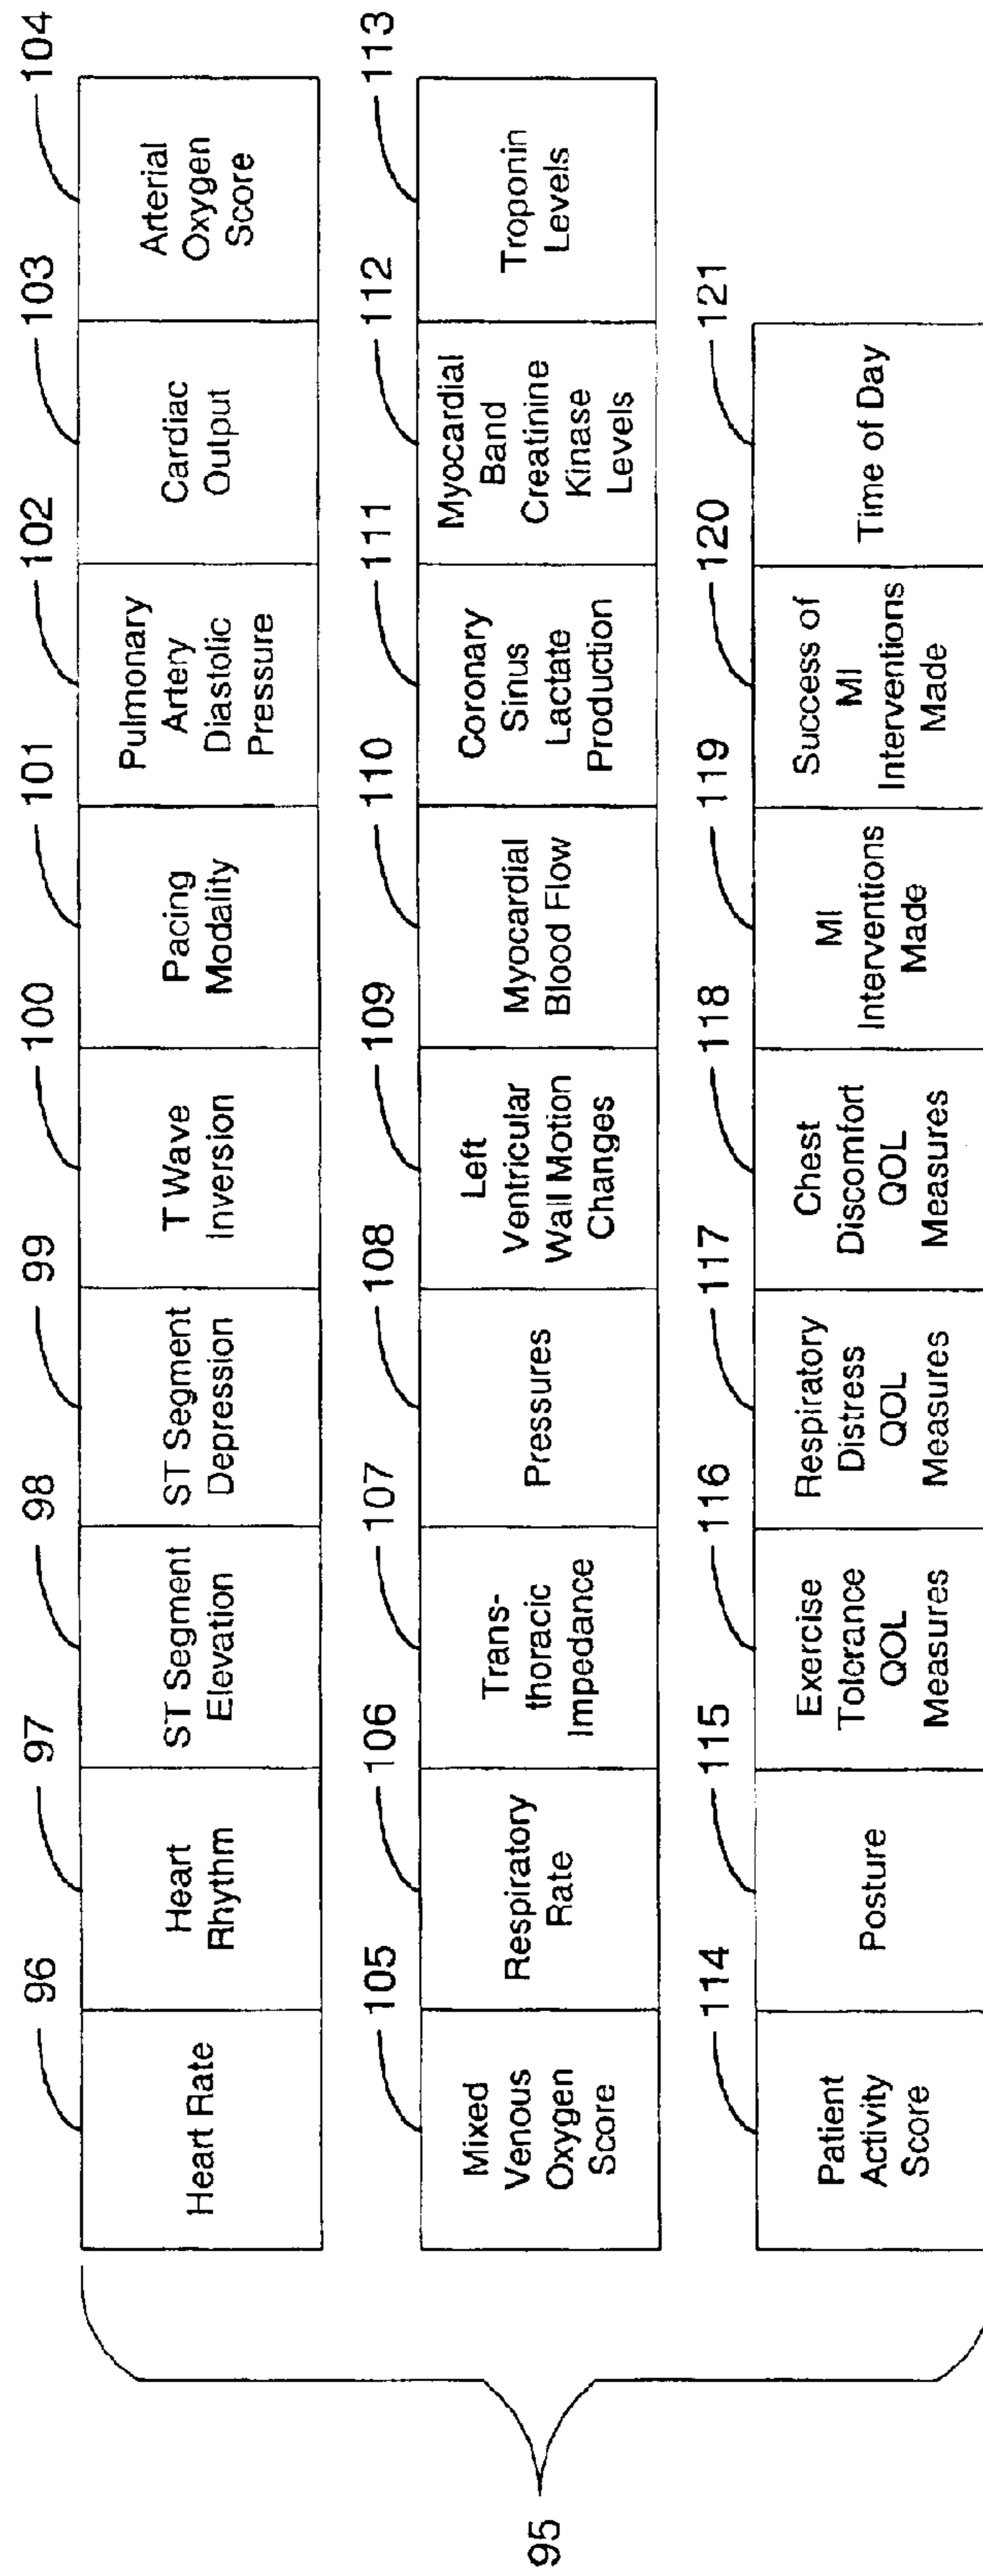 96
97
98
99
100
101
102
103
104
Heart Rate
Heart
Rhythm
ST Segment
Elevation
ST Segment
Depression
T Wave
Inversion
Pacing
Modality
Pulmonary
Artery
Diastolic
Pressure
Cardiac
Output
Arterial
Oxygen
Score
105
106
107
108
109
110
111
112
113
Mixed
Venous
Oxygen
Score
Respiratory
Rate
Trans-
thoracic
Impedance
Pressures
Left
Ventricular
Wall Motion
Changes
Myocardial
Blood Flow
Coronary
Sinus
Lactate
Production
Myocardial
Band
Creatinine
Kinase
Levels
Troponin
Levels
114
115
116
117
118
119
120
121
Patient
Activity
Score
Posture
Exercise
Tolerance
QOL
Measures
Respiratory
Distress
QOL
Measures
Chest
Discomfort
QOL
Measures
MI
Interventions
Made
Success of
MI
Interventions
Made
Time of Day
95